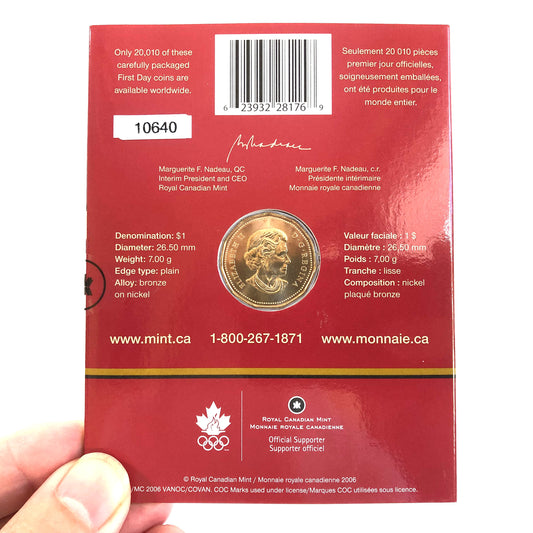 Only 20,010 of these
carefully packaged
First Day coins are
available worldwide.
6 23932 28176 9
Seulement 20 010 pièces
premier jour officielles,
soigneusement emballées,
ont été produites pour le
monde entier.
10640
Marguerite F. Nadeau, QC
Interim President and CEO
Royal Canadian Mint
Marguerite F. Nadeau, c.r.
Présidente intérimaire
Monnaie royale canadienne
Denomination: $1
Diameter: 26.50 mm
Weight: 7.00 g
Edge type: plain
Alloy: bronze
on nickel
ELIZABETH II D·G·REGINA
Valeur faciale : 1 $
Diamètre : 26,50 mm
Poids : 7,00 g
Tranche : lisse
Composition : nickel
plaqué bronze
www.mint.ca 1-800-267-1871 www.monnaie.ca
Royal Canadian Mint
Monnaie royale canadienne
Official Supporter
Supporter officiel
© Royal Canadian Mint / Monnaie royale canadienne 2006
/MC 2006 VANOC/COVAN. COC Marks used under license/Marques COC utilisées sous licence.